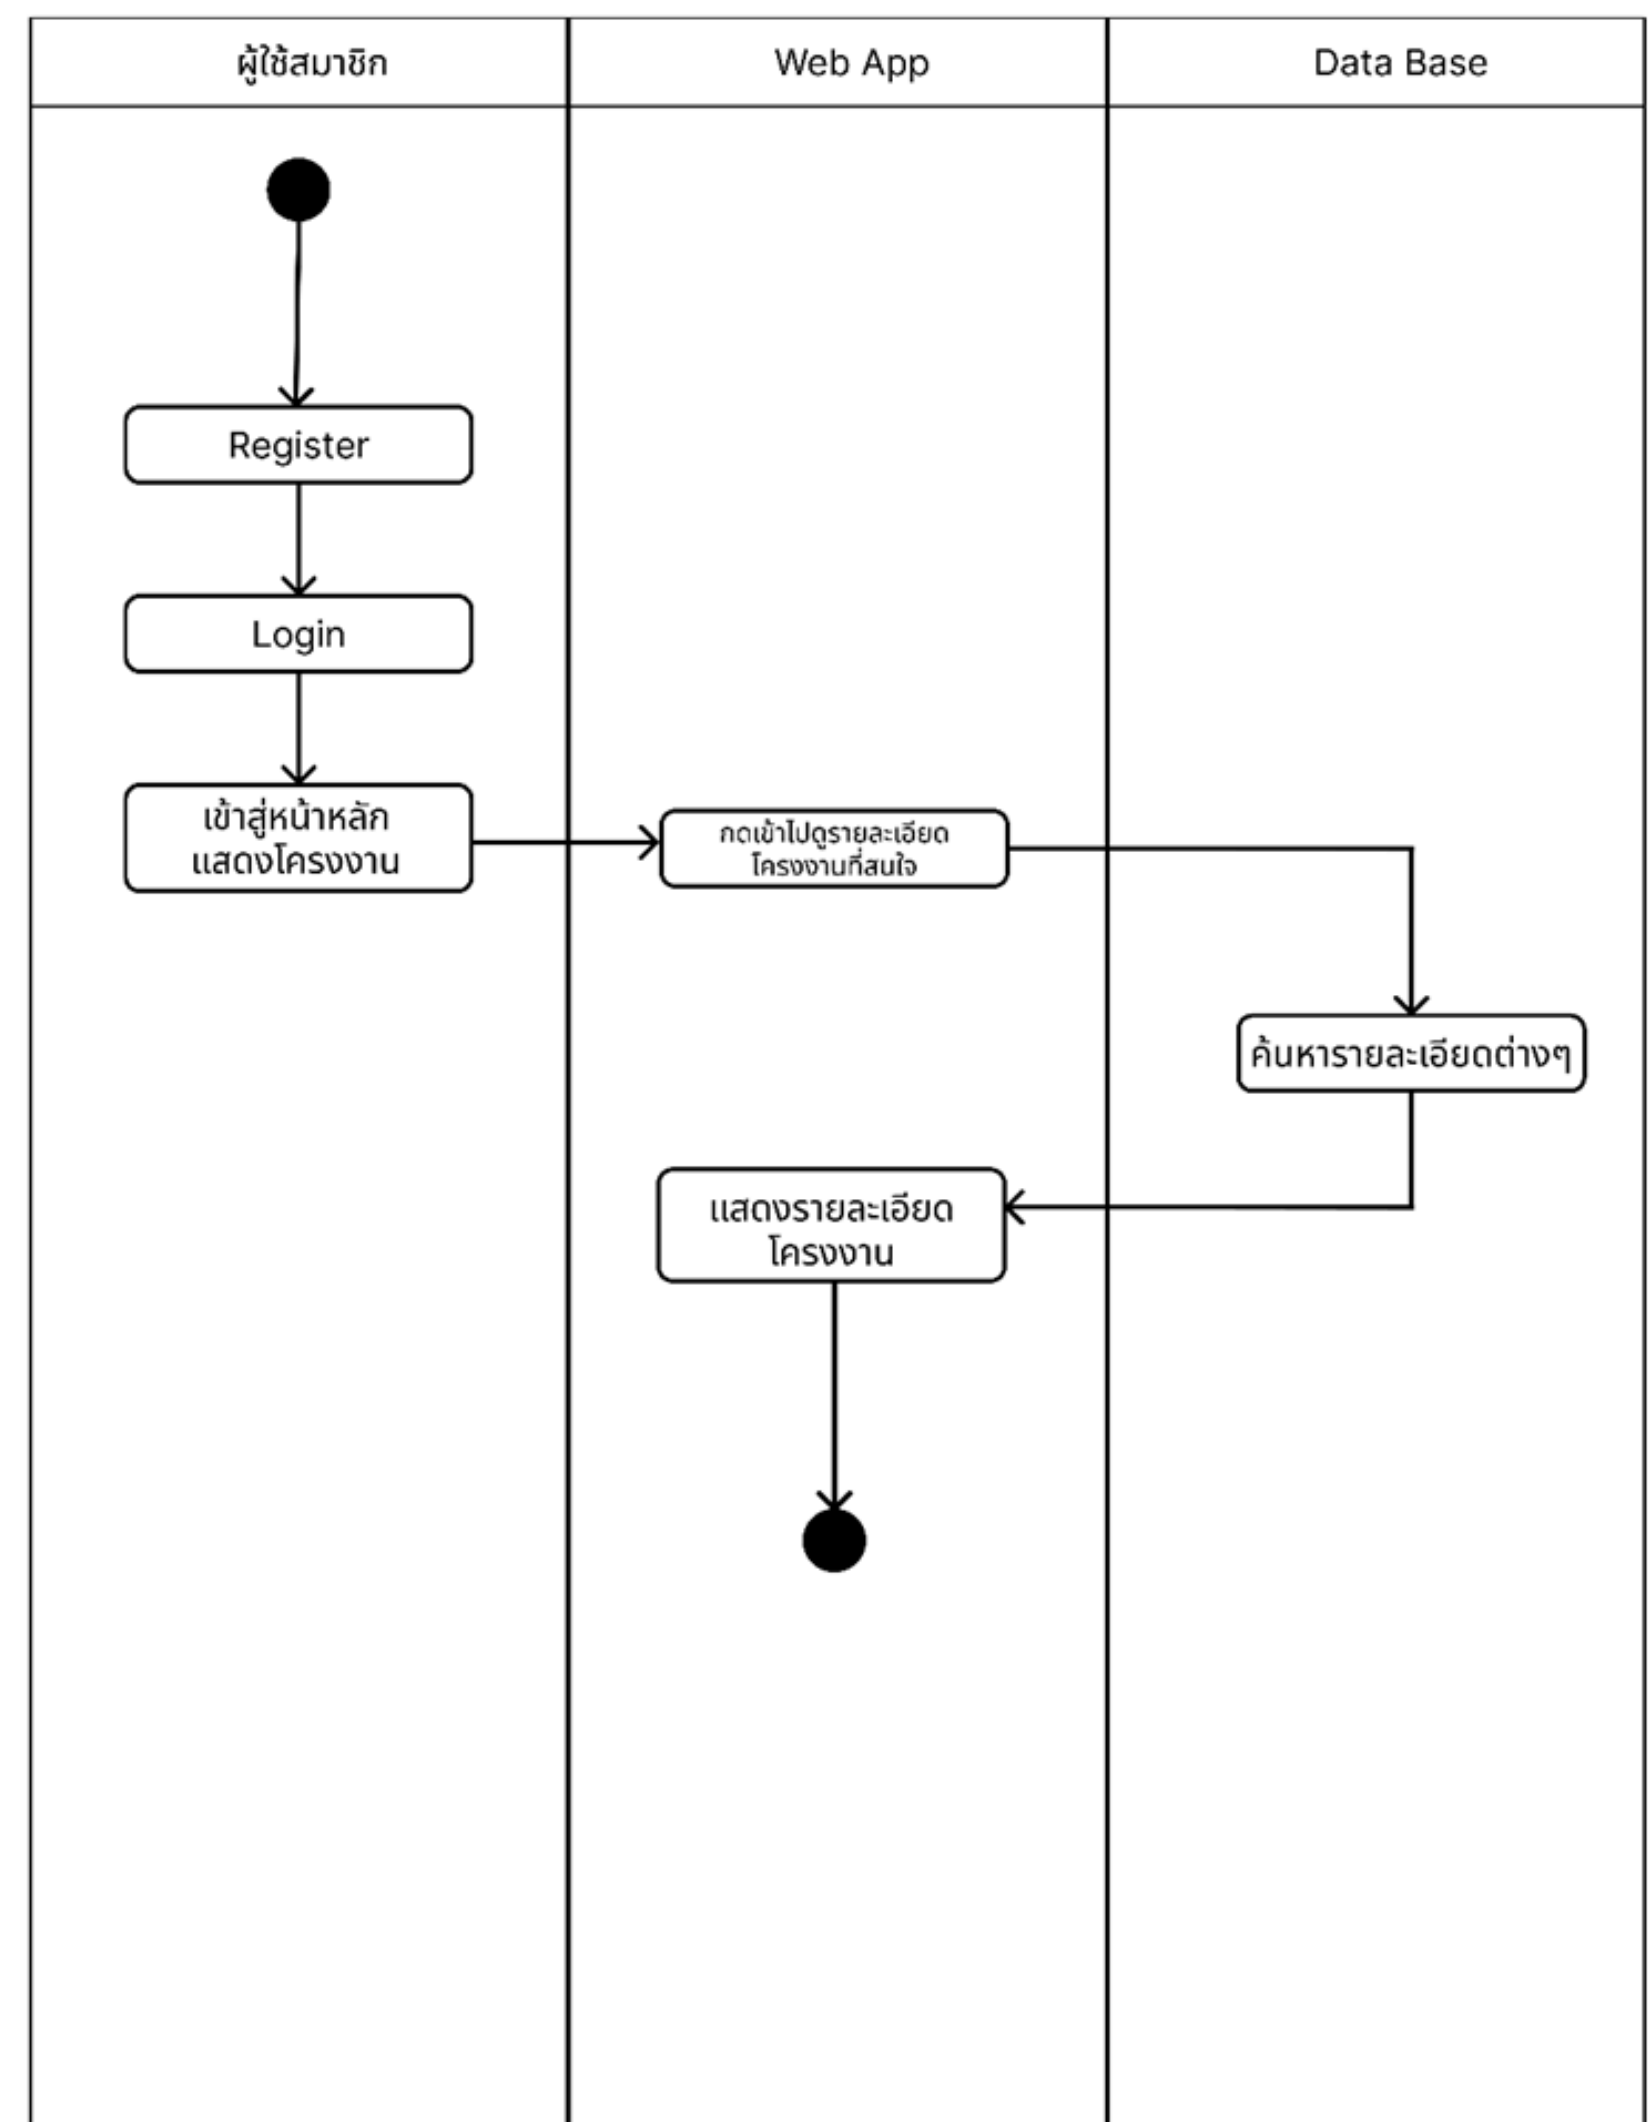 ผู้ใช้สมาชิก
Web App
Data Base
Register
Login
เข้าสู่หน้าหลัก
แสดงโครงงาน
กดเข้าไปดูรายละเอียด
โครงงานที่สนใจ
ค้นหารายละเอียดต่างๆ
แสดงรายละเอียด
โครงงาน